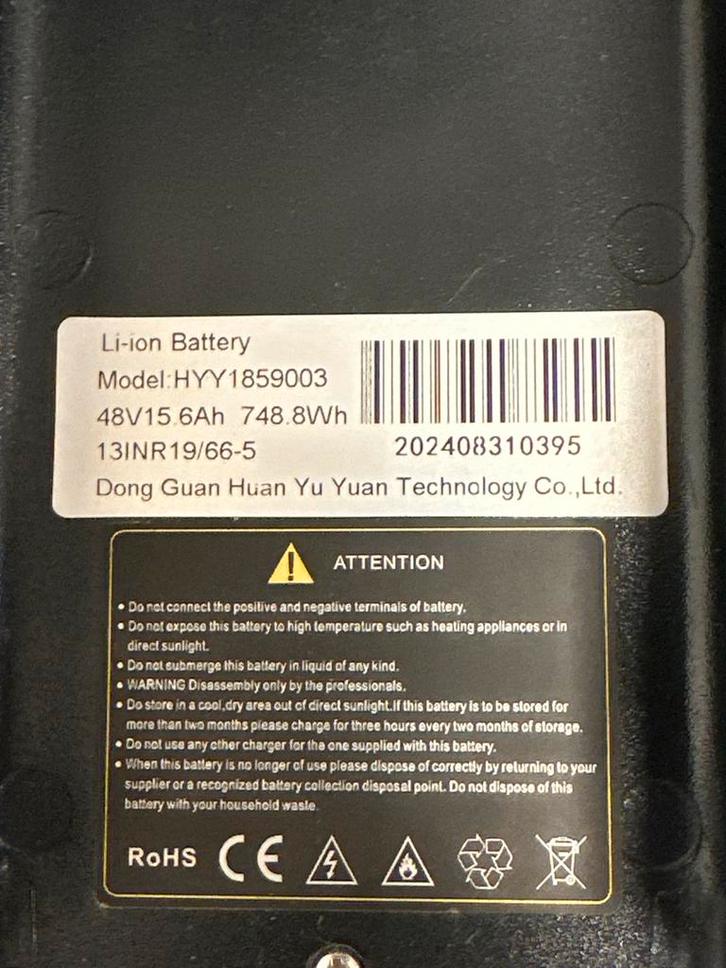 Li-ion Battery
Model:HYY1859003
48V15.6Ah 748.8Wh
13INR19/66-5
202408310395
Dong Guan Huan Yu Yuan Technology Co.,Ltd.
ATTENTION
• Do not connect the positive and negative terminals of battery.
• Do not expose this battery to high temperature such as heating appliances or in
direct sunlight.
• Do not submerge this battery in liquid of any kind.
• WARNING Disassembly only by the professionals.
• Do store in a cool,dry area out of direct sunlight.If this battery is to be stored for
more than two months please charge for three hours every two months of storage.
• Do not use any other charger for the one supplied with this battery.
• When this battery is no longer of use please dispose of correctly by returning to your
supplier or a recognized battery collection disposal point. Do not dispose of this
battery with your household waste.
RoHS CE